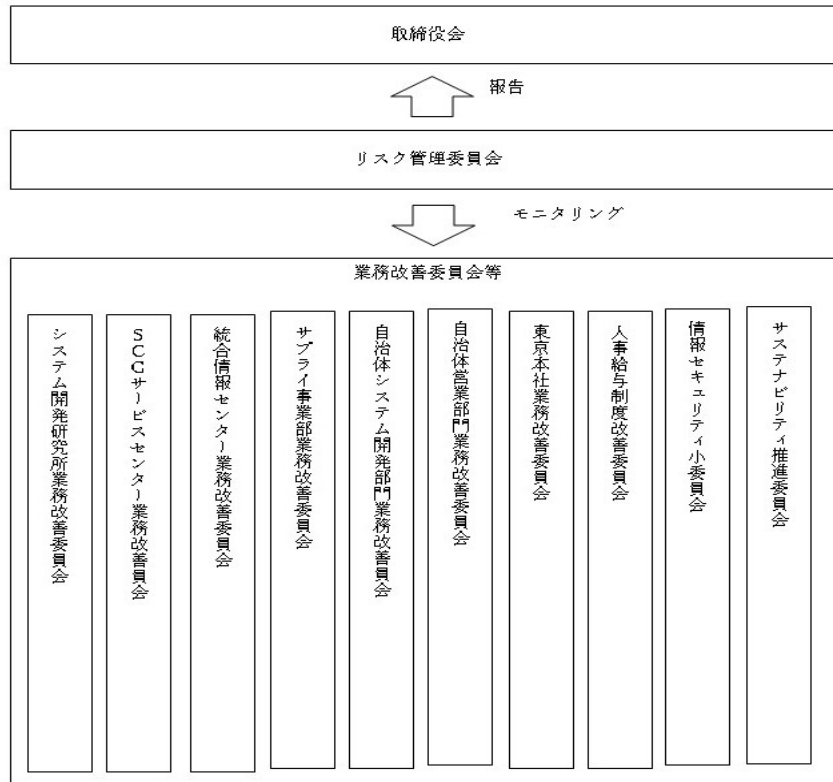 取締役会
報告
リスク管理委員会
モニタリング
業務改善委員会等
システム開発研究所業務改善委員会
ＳＣＧサービスセンター業務改善員会
統合情報センター業務改善委員会
サプライ事業部業務改善委員会
自治体システム開発部門業務改善員会
自治体営業部門業務改善委員会
東京本社業務改善委員会
人事給与制度改善委員会
情報セキュリティ小委員会
サステナビリティ推進委員会